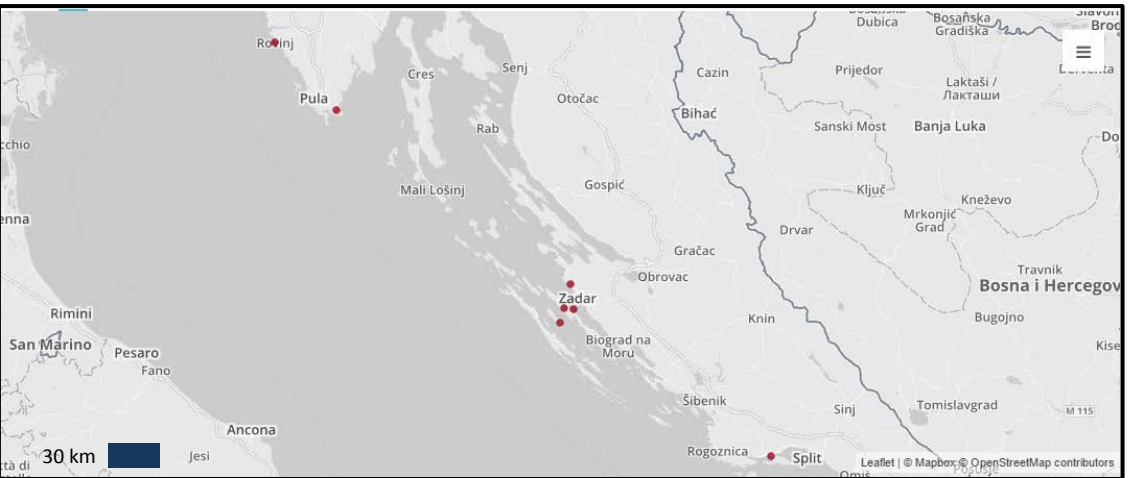 Dubica
Bosanska
Gradiška
Rovinj
Cres
Senj
Cazin
Prijedor
Laktaši /
Лакташи
Pula
Otočac
Bihać
Sanski Most
Banja Luka
Rab
Mali Lošinj
Gospić
Ključ
Kneževo
Mrkonjić
Grad
Drvar
Gračac
Obrovac
Travnik
Bosna i Hercegov
Zadar
Rimini
Knin
Bugojno
San Marino
Pesaro
Fano
Biograd na
Moru
Kise
Šibenik
Sinj
Tomislavgrad
M 115
Ancona
30 km
Jesi
Rogoznica
Split
Leaflet | © Mapbox © OpenStreetMap contributors